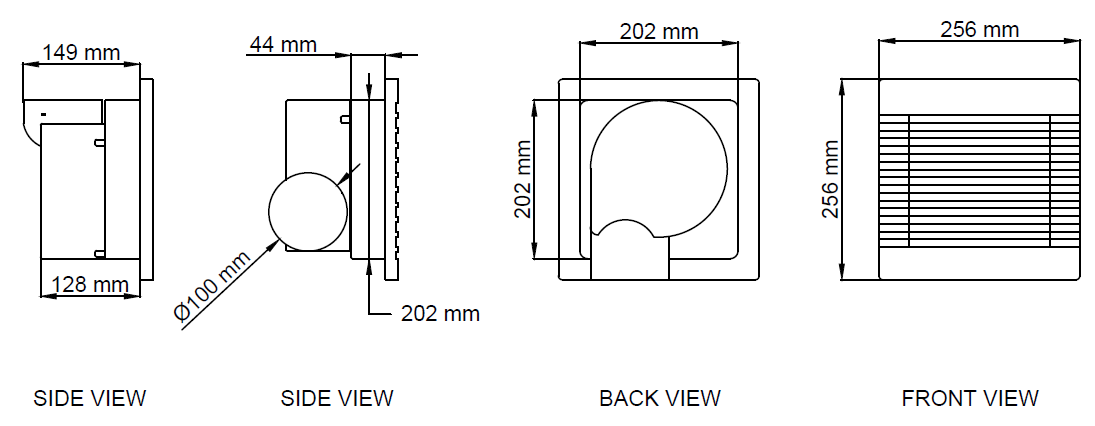 149 mm
128 mm
SIDE VIEW
44 mm
Ø100 mm
202 mm
SIDE VIEW
202 mm
202 mm
BACK VIEW
256 mm
256 mm
FRONT VIEW